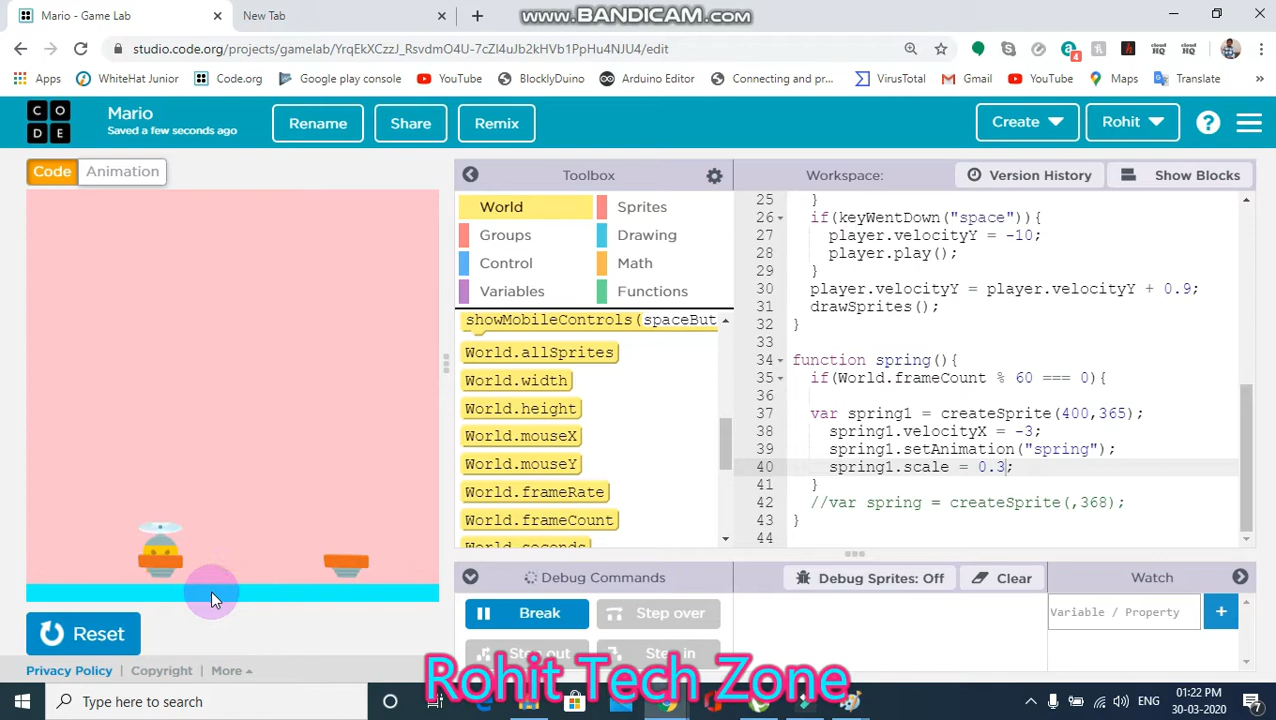 Mario - Game Lab
New Tab
www.BANDICAM.com
studio.code.org/projects/gamelab/YrqEkXCzzJ_RsvdmO4U-7cZl4uJb2kHVb1PpHu4NJU4/edit
Apps
WhiteHat Junior
Code.org
Google play console
YouTube
BlocklyDuino
Arduino Editor
Connecting and pr...
VirusTotal
Gmail
YouTube
Maps
Translate
CODE
Mario
Saved a few seconds ago
Rename
Share
Remix
Create
Rohit
Code
Animation
Toolbox
Workspace:
Version History
Show Blocks
World
Sprites
Groups
Drawing
Control
Math
Variables
Functions
showMobileControls(spaceBut
World.allSprites
World.width
World.height
World.mouseX
World.mouseY
World.frameRate
World.frameCount
World.seconds
25 }
26 if(keyWentDown("space")){
27 player.velocityY = -10;
28 player.play();
29 }
30 player.velocityY = player.velocityY + 0.9;
31 drawSprites();
32 }
33
34 function spring(){
35 if(World.frameCount % 60 === 0){
36
37 var spring1 = createSprite(400,365);
38 spring1.velocityX = -3;
39 spring1.setAnimation("spring");
40 spring1.scale = 0.3;
41 }
42 //var spring = createSprite(,368);
43 }
44
Debug Commands
Debug Sprites: Off
Clear
Watch
Break
Step over
Step out
Step in
Variable / Property
Reset
Privacy Policy
Copyright
More
Rohit Tech Zone
Type here to search
ENG
01:22 PM
30-03-2020